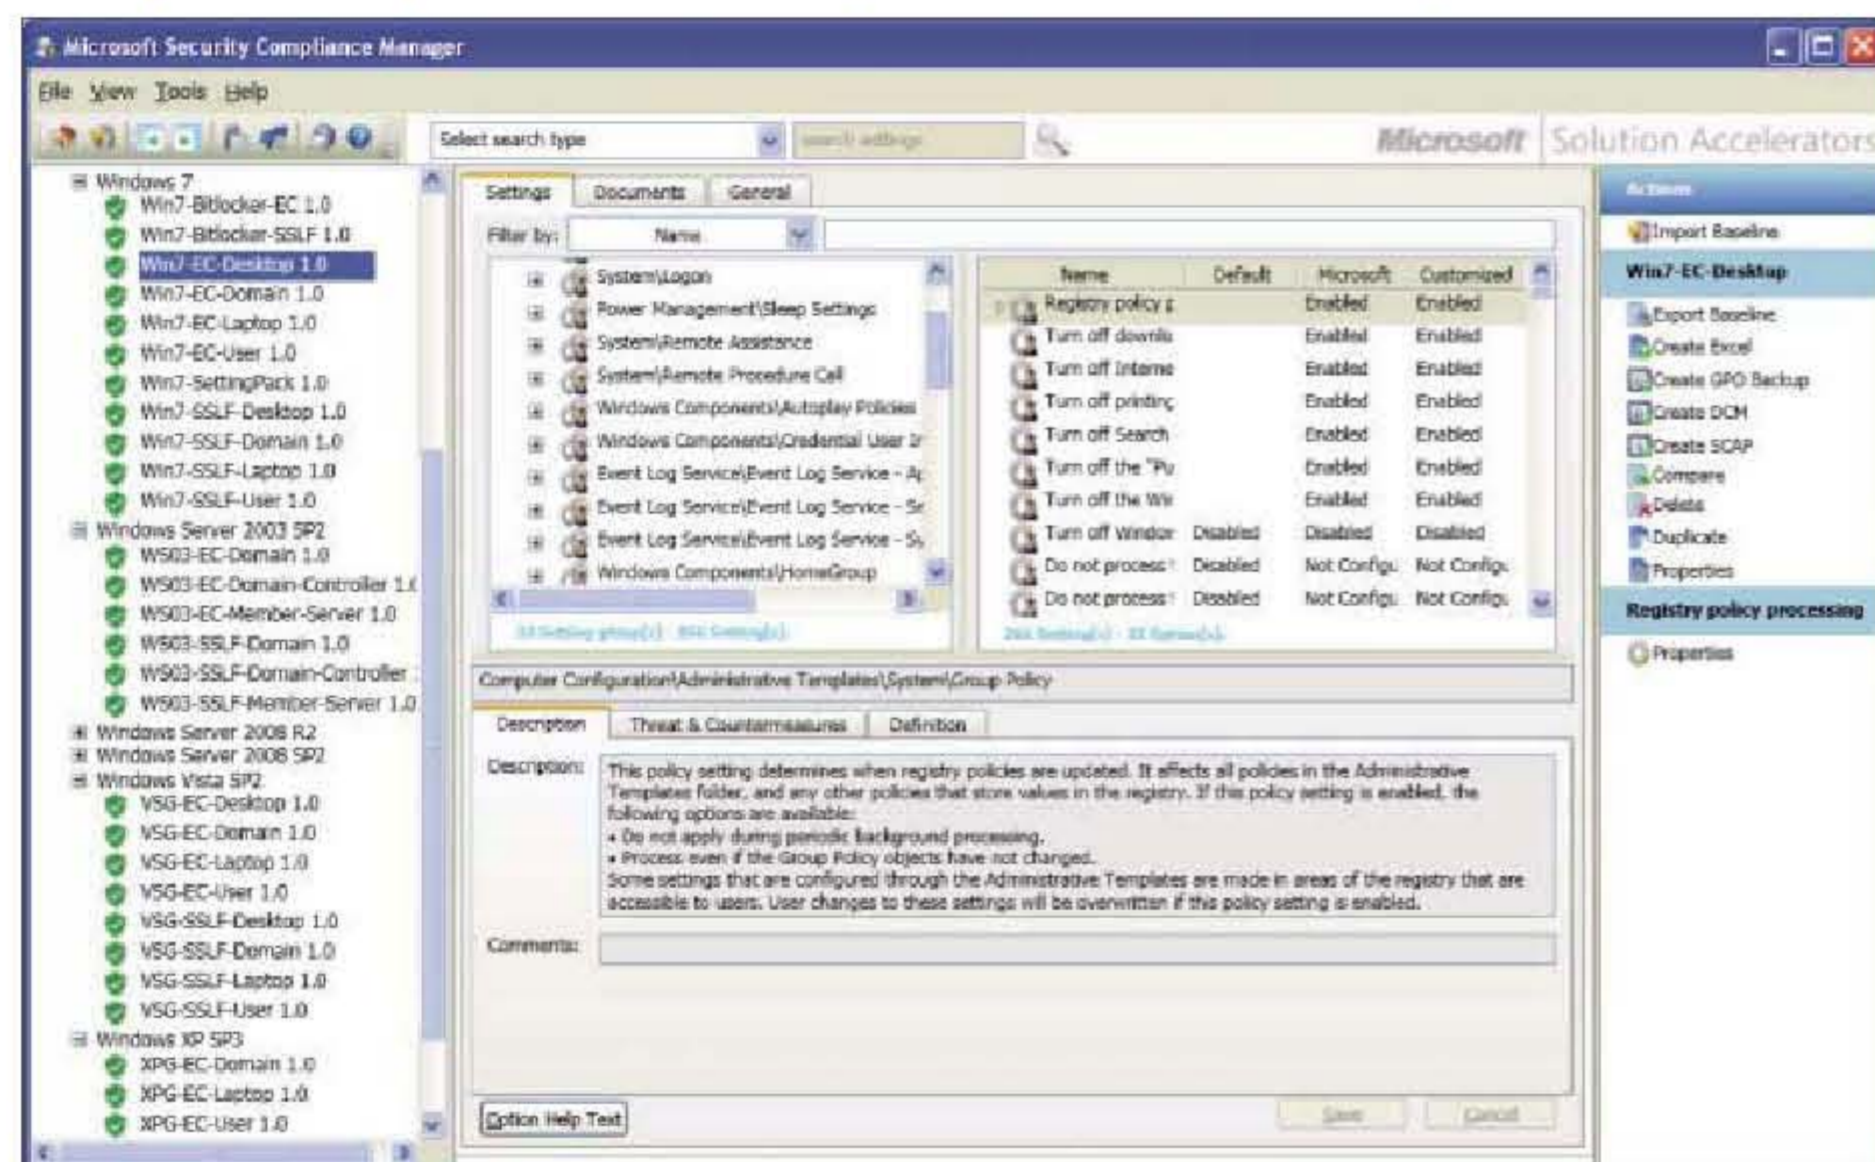 Microsoft Security Compliance Manager
File View Tools Help
Select search type
search settings
Microsoft Solution Accelerators
Windows 7
Win7-Bitlocker-EC 1.0
Win7-Bitlocker-SSLF 1.0
Win7-EC-Desktop 1.0
Win7-EC-Domain 1.0
Win7-EC-Laptop 1.0
Win7-EC-User 1.0
Win7-SettingPack 1.0
Win7-SSLF-Desktop 1.0
Win7-SSLF-Domain 1.0
Win7-SSLF-Laptop 1.0
Win7-SSLF-User 1.0
Windows Server 2003 SP2
WS03-EC-Domain 1.0
WS03-EC-Domain-Controller 1.0
WS03-EC-Member-Server 1.0
WS03-SSLF-Domain 1.0
WS03-SSLF-Domain-Controller
WS03-SSLF-Member-Server 1.0
Windows Server 2008 R2
Windows Server 2008 SP2
Windows Vista SP2
VSG-EC-Desktop 1.0
VSG-EC-Domain 1.0
VSG-EC-Laptop 1.0
VSG-EC-User 1.0
VSG-SSLF-Desktop 1.0
VSG-SSLF-Domain 1.0
VSG-SSLF-Laptop 1.0
VSG-SSLF-User 1.0
Windows XP SP3
XPG-EC-Domain 1.0
XPG-EC-Laptop 1.0
XPG-EC-User 1.0
Settings Documents General
Filter by: Name
System\Logon
Power Management\Sleep Settings
System\Remote Assistance
System\Remote Procedure Call
Windows Components\Autoplay Policies
Windows Components\Credential User In
Event Log Service\Event Log Service - Ap
Event Log Service\Event Log Service - Se
Event Log Service\Event Log Service - Sy
Windows Components\HomeGroup
Name Default Microsoft Customized
Registry policy p Enabled Enabled
Turn off downlo Enabled Enabled
Turn off Interne Enabled Enabled
Turn off printing Enabled Enabled
Turn off Search Enabled Enabled
Turn off the "Pu Enabled Enabled
Turn off the Win Enabled Enabled
Turn off Window Disabled Disabled Disabled
Do not process Disabled Not Configu Not Configu
Do not process Disabled Not Configu Not Configu
Computer Configuration\Administrative Templates\System\Group Policy
Description Threat & Countermeasures Definition
Description:
This policy setting determines when registry policies are updated. It affects all policies in the Administrative
Templates folder, and any other policies that store values in the registry. If this policy setting is enabled, the
following options are available:
• Do not apply during periodic background processing.
• Process even if the Group Policy objects have not changed.
Some settings that are configured through the Administrative Templates are made in areas of the registry that are
accessible to users. User changes to these settings will be overwritten if this policy setting is enabled.
Comments:
Option Help Text
Save Cancel
Actions
Import Baseline
Win7-EC-Desktop
Export Baseline
Create Excel
Create GPO Backup
Create DCM
Create SCAP
Compare
Delete
Duplicate
Properties
Registry policy processing
Properties